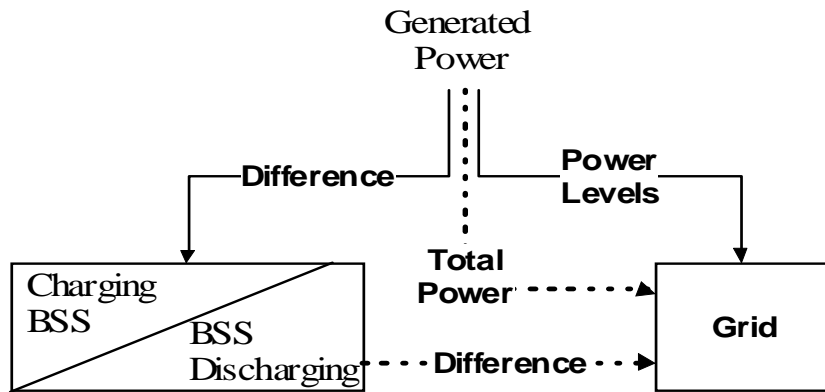 Generated
Power
Difference
Power
Levels
Charging
BSS
BSS
Discharging
Total
Power
Difference
Grid